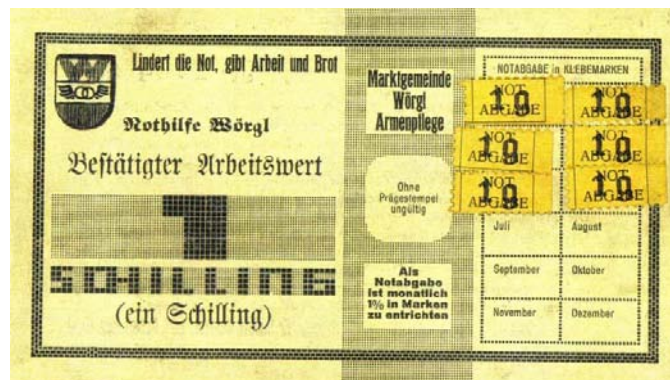 Lindert die Not, gibt Arbeit und Brot
Nothilfe Wörgl
Bestätigter Arbeitswert
1
SCHILLING
(ein Schilling)
Marktgemeinde
Wörgl
Armenpflege
Ohne
Prägestempel
ungültig
Als
Notabgabe
ist monatlich
1% in Marken
zu entrichten
NOTABGABE in KLEBEMARKEN
NOT
10
ABGABE
NOT
10
ABGABE
NOT
10
ABGABE
NOT
10
ABGABE
NOT
10
ABGABE
NOT
10
ABGABE
Juli
August
September
Oktober
November
Dezember